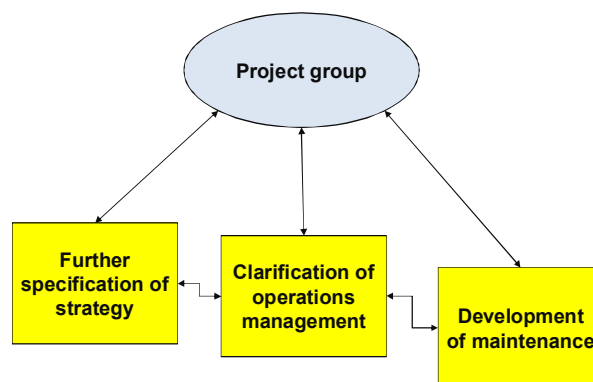 Project group
Further
specification of
strategy
Clarification of
operations
management
Development
of maintenance